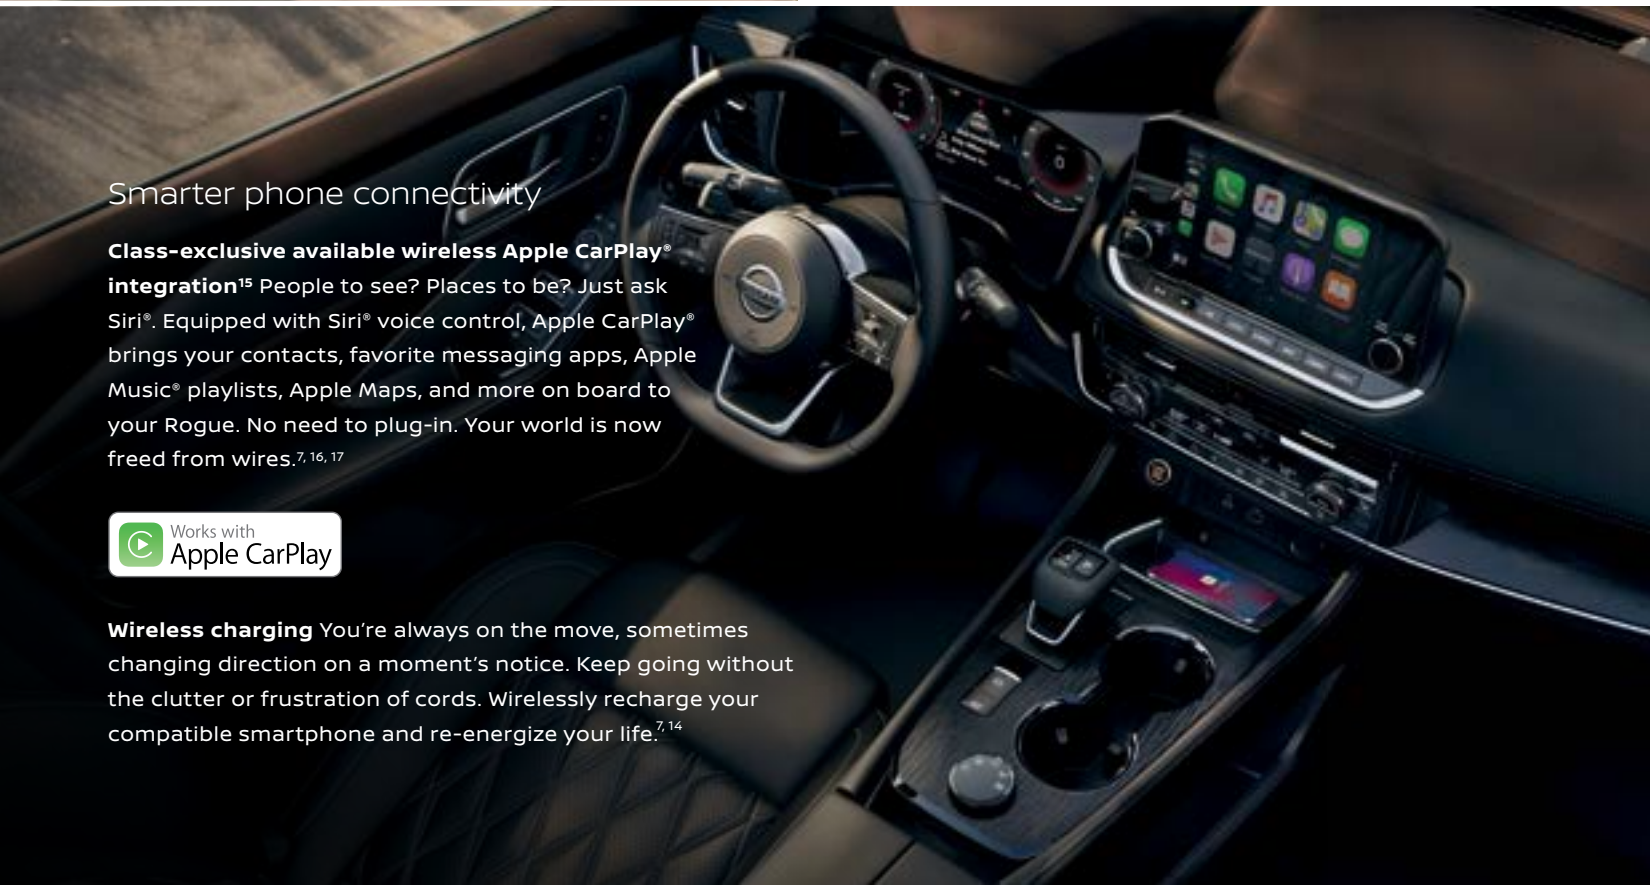 Smarter phone connectivity
Class-exclusive available wireless Apple CarPlay®
integration¹⁵ People to see? Places to be? Just ask
Siri®. Equipped with Siri® voice control, Apple CarPlay®
brings your contacts, favorite messaging apps, Apple
Music® playlists, Apple Maps, and more on board to
your Rogue. No need to plug-in. Your world is now
freed from wires.⁷, ¹⁶, ¹⁷
Works with
Apple CarPlay
Wireless charging You’re always on the move, sometimes
changing direction on a moment’s notice. Keep going without
the clutter or frustration of cords. Wirelessly recharge your
compatible smartphone and re-energize your life.⁷, ¹⁴